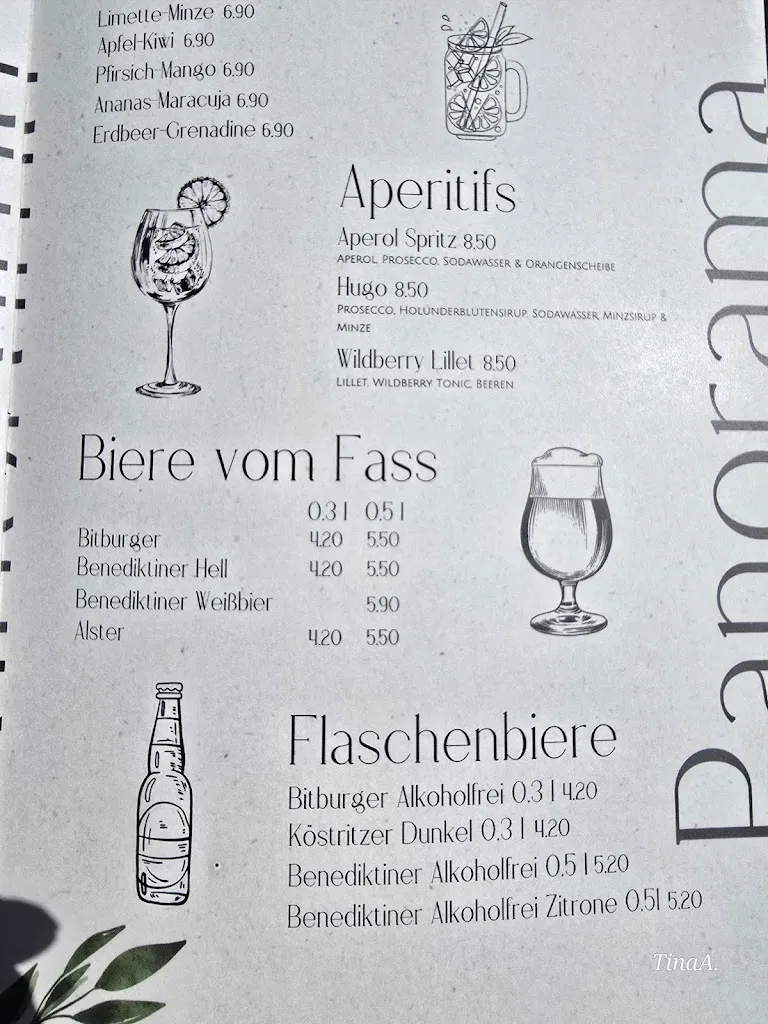 Limette-Minze 6.90
Apfel-Kiwi 6.90
Pfirsich-Mango 6.90
Ananas-Maracuja 6.90
Erdbeer-Grenadine 6.90
Aperitifs
Aperol Spritz 8.50
Aperol, Prosecco, Sodawasser & Orangenscheibe
Hugo 8.50
Prosecco, Holunderblütensirup, Sodawasser, Minzsirup &
Minze
Wildberry Lillet 8.50
Lillet, Wildberry Tonic, Beeren
Biere vom Fass
0.3 l 0.5 l
Bitburger 4.20 5.50
Benediktiner Hell 4.20 5.50
Benediktiner Weißbier 5.90
Alster 4.20 5.50
Flaschenbiere
Bitburger Alkoholfrei 0.3 l 4.20
Köstritzer Dunkel 0.3 l 4.20
Benediktiner Alkoholfrei 0.5 l 5.20
Benediktiner Alkoholfrei Zitrone 0.5l 5.20
Panorama
TinaA.